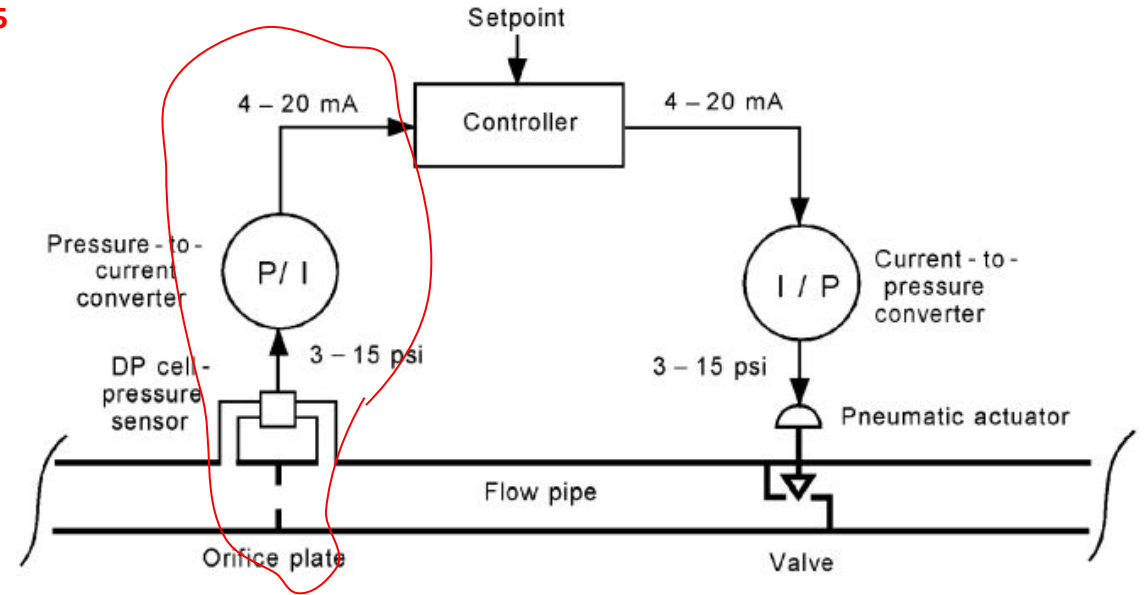 Setpoint
4 – 20 mA
Controller
4 – 20 mA
Pressure - to -
current
converter
P/ I
I / P
Current - to -
pressure
converter
3 – 15 psi
3 – 15 psi
DP cell -
pressure
sensor
Pneumatic actuator
Flow pipe
Orifice plate
Valve